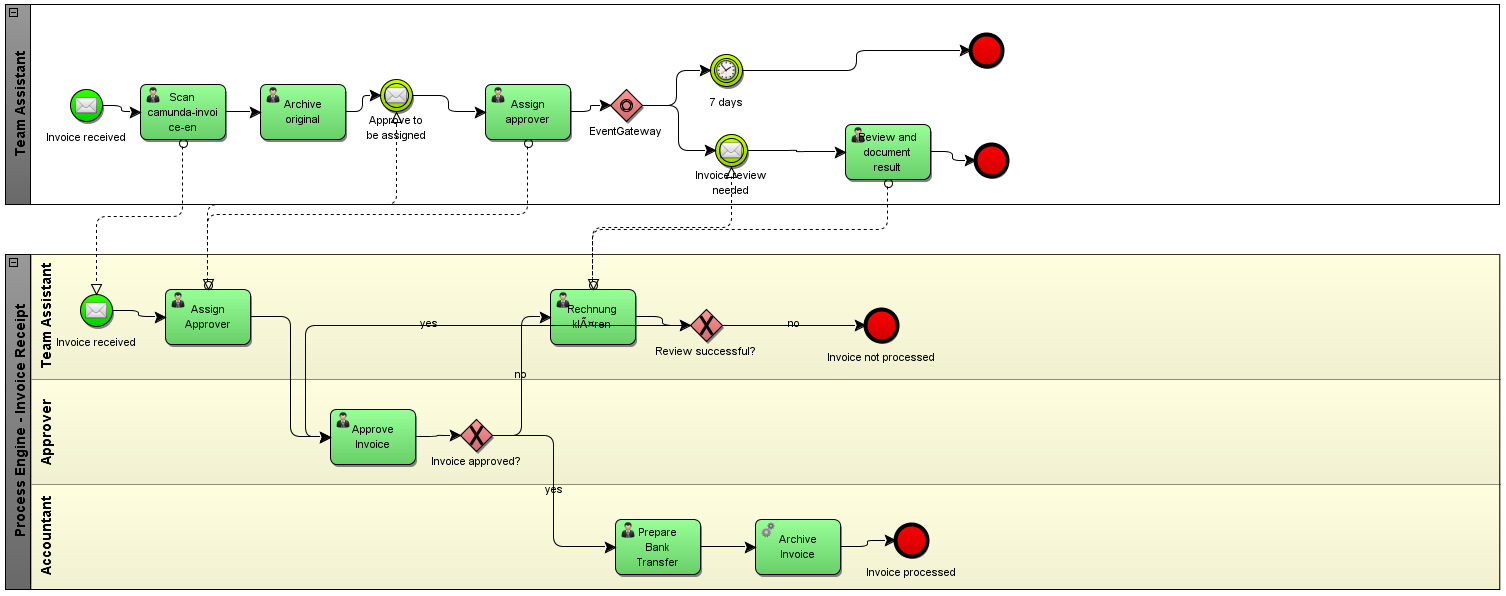 Team Assistant
Invoice received
Scan
camunda-invoi
ce-en
Archive
original
Approve to
be assigned
Assign
approver
EventGateway
7 days
Invoice review
needed
Review and
document
result
Process Engine - Invoice Receipt
Team Assistant
Invoice received
Assign
Approver
yes
Rechnung
klÃ¤ren
Review successful?
no
Invoice not processed
no
Approver
Approve
Invoice
Invoice approved?
yes
Accountant
Prepare
Bank
Transfer
Archive
Invoice
Invoice processed